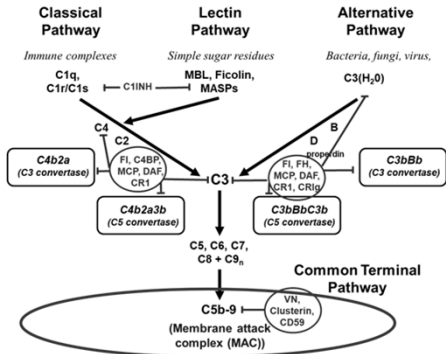 Classical Pathway
Lectin Pathway
Alternative Pathway
Immune complexes
Simple sugar residues
Bacteria, fungi, virus,
C1q,
C1r/C1s
C1INH
MBL, Ficolin,
MASPs
C3(H20)
C4
C2
B
D
properdin
C4b2a
(C3 convertase)
FI, C4BP,
MCP, DAF,
CR1
C3
FI, FH,
MCP, DAF,
CR1, CRIg
C3bBb
(C3 convertase)
C4b2a3b
(C5 convertase)
C3bBbC3b
(C5 convertase)
C5, C6, C7,
C8 + C9n
Common Terminal
Pathway
C5b-9
VN,
Clusterin,
CD59
(Membrane attack
complex (MAC))